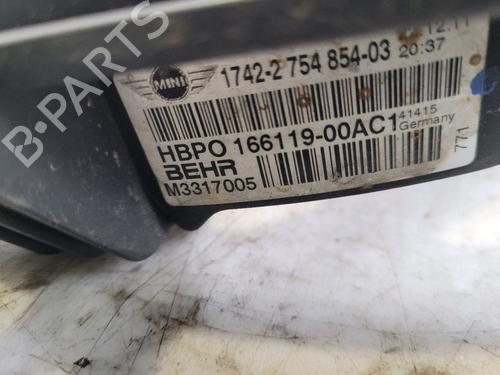 B-PARTS
MINI
1742-2 754 854-03
12.11
20:37
HBPO 166119-00AC1
41415
Germany
BEHR
M3317005
771